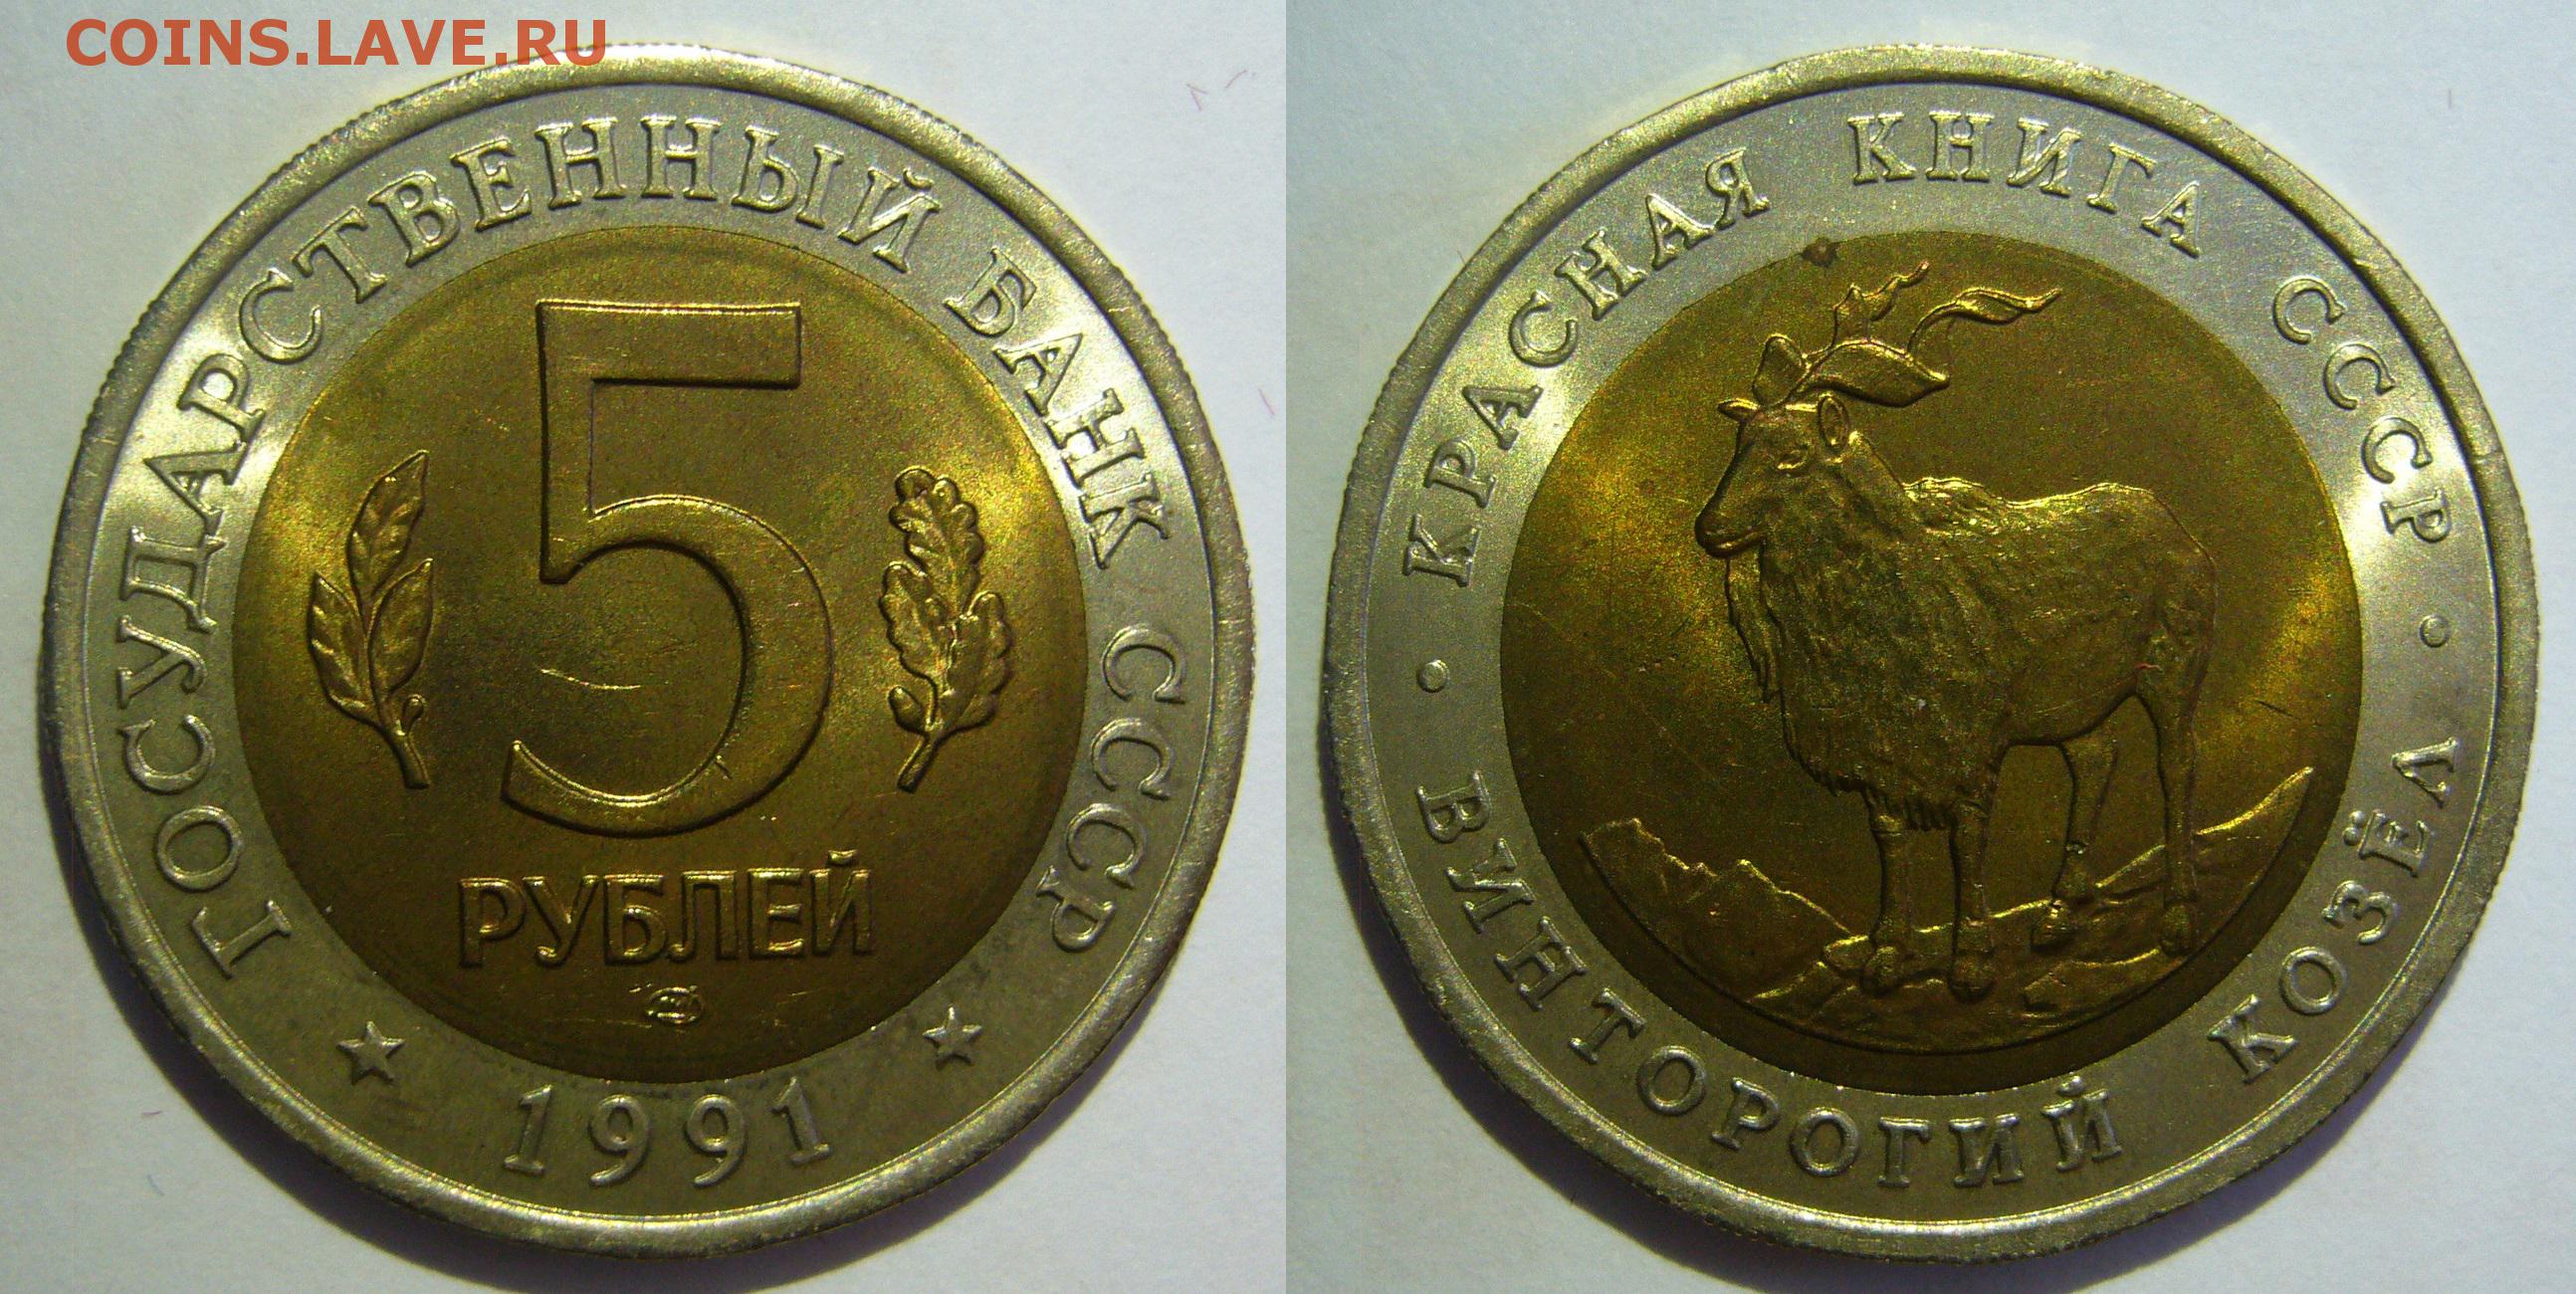 COINS.LAVE.RU
ГОСУДАРСТВЕННЫЙ БАНК СССР
5
РУБЛЕЙ
★ 1991 ★
• КРАСНАЯ КНИГА СССР •
ВИНТОРОГИЙ КОЗЁЛ